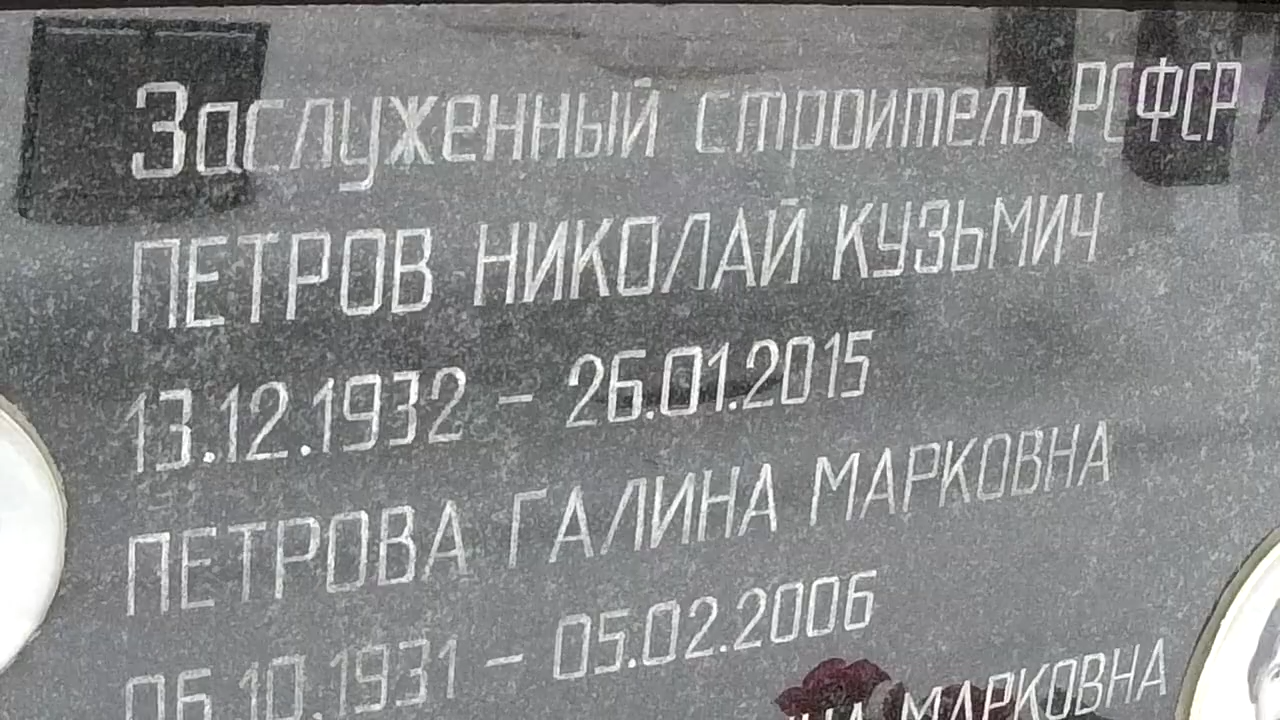 Заслуженный строитель РСФСР
ПЕТРОВ НИКОЛАЙ КУЗЬМИЧ
13.12.1932 – 26.01.2015
ПЕТРОВА ГАЛИНА МАРКОВНА
06.10.1931 – 05.02.2006
МАРКОВНА